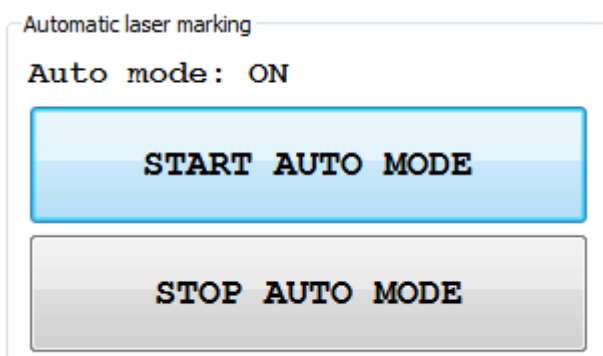 Automatic laser marking
Auto mode: ON
START AUTO MODE
STOP AUTO MODE